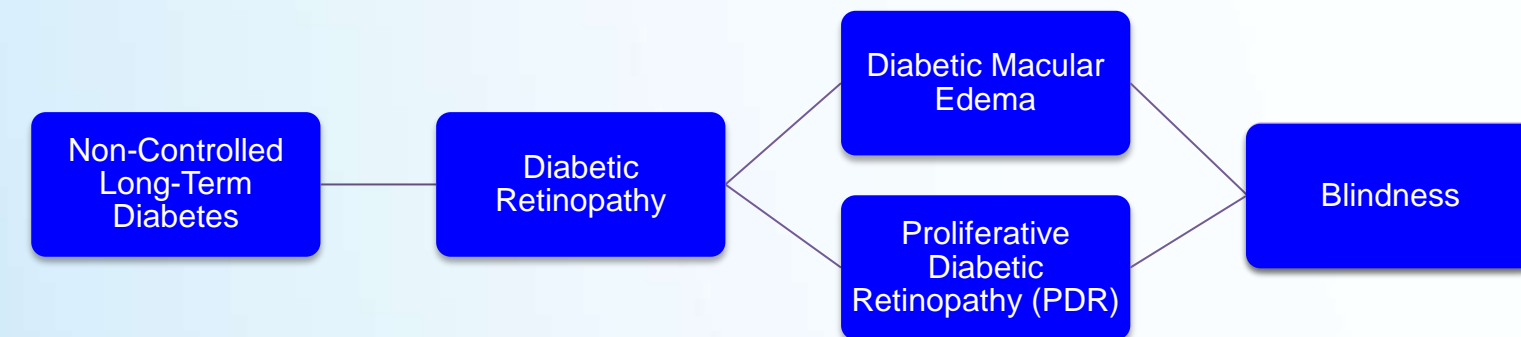 Non-Controlled
Long-Term
Diabetes
Diabetic
Retinopathy
Diabetic Macular
Edema
Proliferative
Diabetic
Retinopathy (PDR)
Blindness